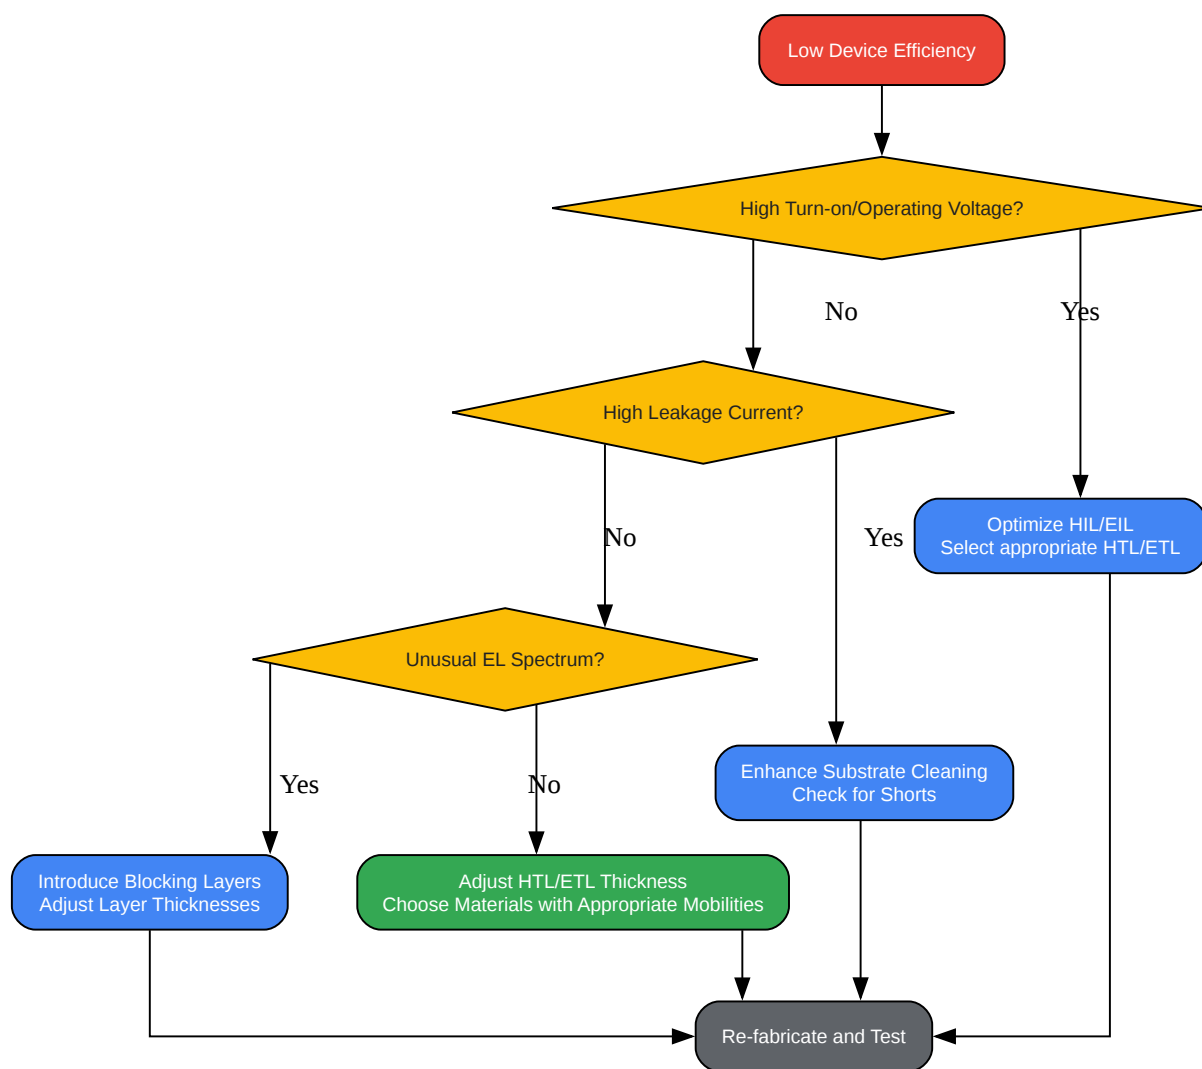 Low Device Efficiency
High Turn-on/Operating Voltage?
No
Yes
High Leakage Current?
Optimize HIL/EIL
Select appropriate HTL/ETL
No
Yes
Unusual EL Spectrum?
Enhance Substrate Cleaning
Check for Shorts
Yes
No
Introduce Blocking Layers
Adjust Layer Thicknesses
Adjust HTL/ETL Thickness
Choose Materials with Appropriate Mobilities
Re-fabricate and Test